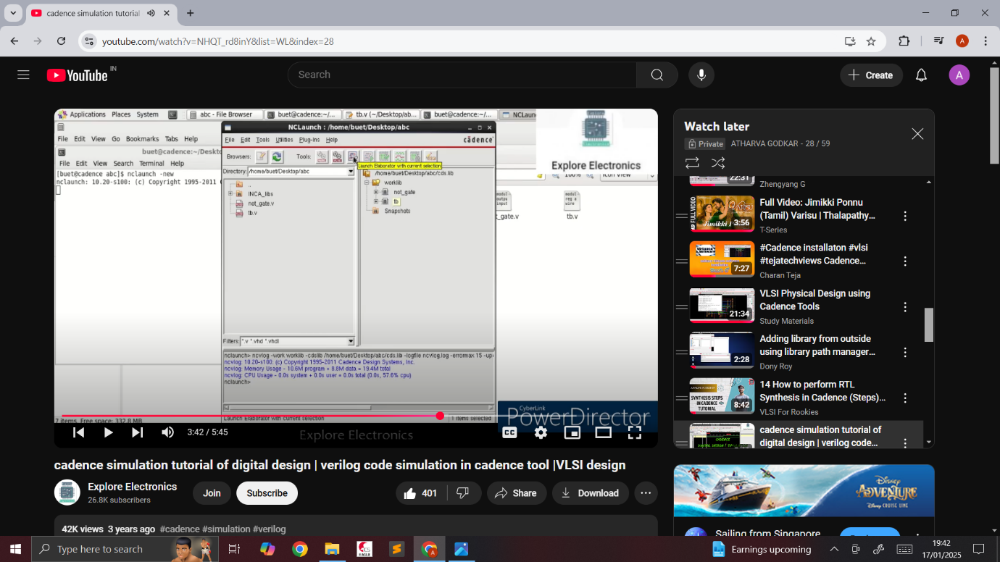 cadence simulation tutorial
youtube.com/watch?v=NHQT_rd8inY&list=WL&index=28
A
YouTube IN
Search
Create
A
Applications Places System
abc - File Browser
buet@cadence:~/...
tb.v (~/Desktop/ab...
buet@cadence:~/...
NCLaun
File Edit View Go Bookmarks Tabs Help
buet@cadence:~/Deskto
File Edit View Search Terminal Help
[buet@cadence abc]$ nclaunch -new
nclaunch: 10.20-s100: (c) Copyright 1995-2011 C
NCLaunch : /home/buet/Desktop/abc
File Edit Tools Utilities Plug-Ins Help
cādence
Browsers:
Tools:
Launch Elaborator with current selection
Directory: /home/buet/Desktop/abc
..
INCA_libs
not_gate.v
tb.v
/home/buet/Desktop/abc/cds.lib
worklib
not_gate
tb
Snapshots
Filters: *.v *.vhd *.vhdl
nclaunch> ncvlog -work worklib -cdslib /home/buet/Desktop/abc/cds.lib -logfile ncvlog.log -errormax 15 -up
ncvlog: 10.20-s100: (c) Copyright 1995-2011 Cadence Design Systems, Inc.
ncvlog: Memory Usage - 10.6M program + 8.8M data = 19.4M total
ncvlog: CPU Usage - 0.0s system + 0.0s user = 0.0s total (0.0s, 57.6% cpu)
nclaunch>
Launch Elaborator with current selection
1 items selected
7 items, Free space: 332.8 MB
Explore Electronics
100%
Icon View
modul
outpu
input
t_gate.v
modul
reg a
wire
tb.v
CyberLink
PowerDirector
3:42 / 5:45
Explore Electronics
CC
cadence simulation tutorial of digital design | verilog code simulation in cadence tool |VLSI design
Explore Electronics
26.8K subscribers
Join
Subscribe
401
Share
Download
42K views 3 years ago #cadence #simulation #verilog
Watch later
Private
ATHARVA GODKAR - 28 / 59
22:31
Zhengyang G
Full Video: Jimikki Ponnu
(Tamil) Varisu | Thalapathy...
T-Series
3:56
#Cadence installaton #vlsi
#tejatechviews Cadence...
Charan Teja
7:27
VLSI Physical Design using
Cadence Tools
Study Materials
21:34
Adding library from outside
using library path manager...
Dony Roy
2:28
14 How to perform RTL
Synthesis in Cadence (Steps)...
VLSI For Rookies
SYNTHESIS STEPS
IN CADENCE
TUTORIAL
8:42
cadence simulation tutorial of
digital design | verilog code...
CADENCE
Disney
ADVENTURE
Disney CRUISE LINE
Sailing from Singapore
Type here to search
EAGLE
Earnings upcoming
19:42
17/01/2025